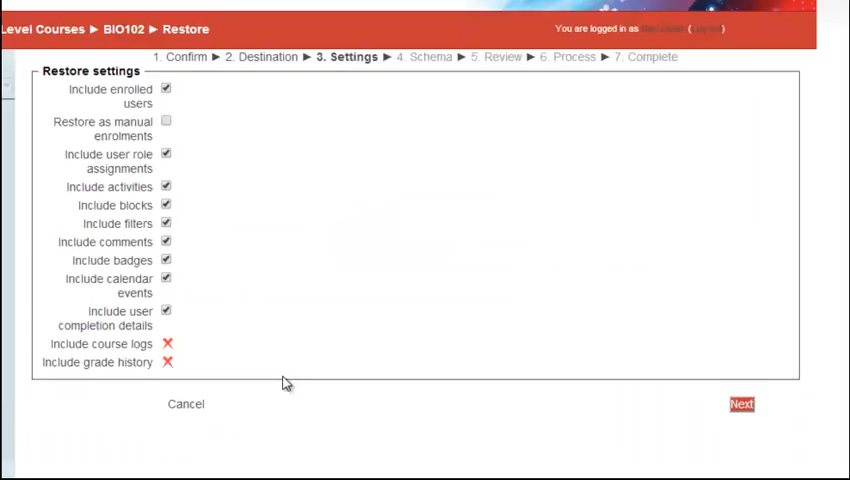 Level Courses ► BIO102 ► Restore
You are logged in as
1. Confirm ► 2. Destination ► 3. Settings ► 4. Schema ► 5. Review ► 6. Process ► 7. Complete
Restore settings
Include enrolled
users
Restore as manual
enrolments
Include user role
assignments
Include activities
Include blocks
Include filters
Include comments
Include badges
Include calendar
events
Include user
completion details
Include course logs
Include grade history
Cancel
Next